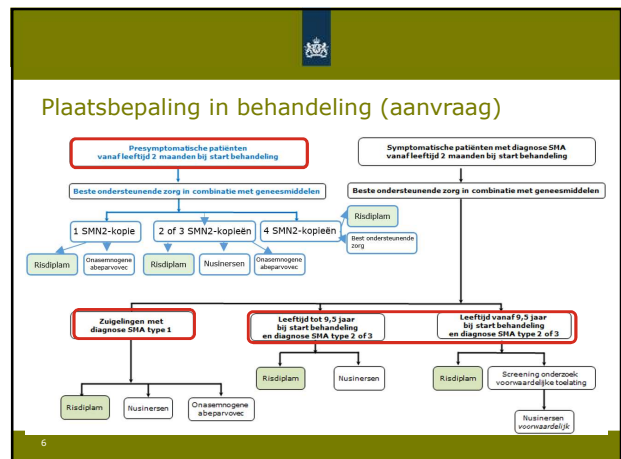 Plaatsbepaling in behandeling (aanvraag)
Presymptomatische patiënten
vanaf leeftijd 2 maanden bij start behandeling
Symptomatische patiënten met diagnose SMA
vanaf leeftijd 2 maanden bij start behandeling
Beste ondersteunende zorg in combinatie met geneesmiddelen
Beste ondersteunende zorg in combinatie met geneesmiddelen
1 SMN2-kopie
2 of 3 SMN2-kopieën
4 SMN2-kopieën
Risdiplam
Best ondersteunende
zorg
Risdiplam
Onasemnogene
abeparvovec
Risdiplam
Nusinersen
Onasemnogene
abeparvovec
Zuigelingen met
diagnose SMA type 1
Leeftijd tot 9,5 jaar
bij start behandeling
en diagnose SMA type 2 of 3
Leeftijd vanaf 9,5 jaar
bij start behandeling
en diagnose SMA type 2 of 3
Risdiplam
Nusinersen
Onasemnogene
abeparvovec
Risdiplam
Nusinersen
Risdiplam
Screening onderzoek
voorwaardelijke toelating
Nusinersen
voorwaardelijk
6